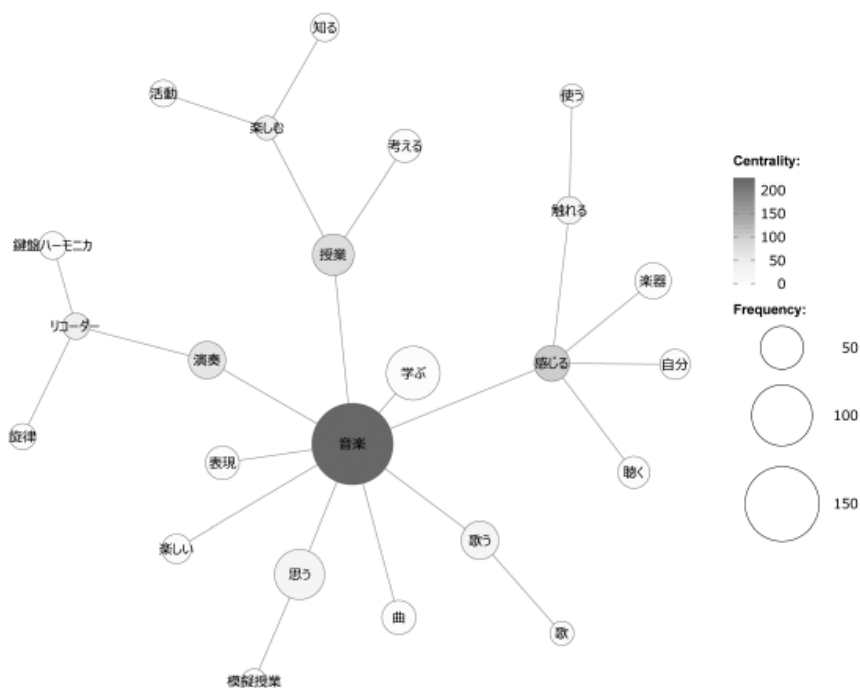 知る
活動
使う
楽しむ
考える
Centrality:
200
150
100
50
0
触れる
鍵盤ハーモニカ
授業
楽器
Frequency:
リコーダー
50
演奏
感じる
自分
学ぶ
100
旋律
音楽
表現
聴く
150
楽しい
歌う
思う
曲
歌
模擬授業